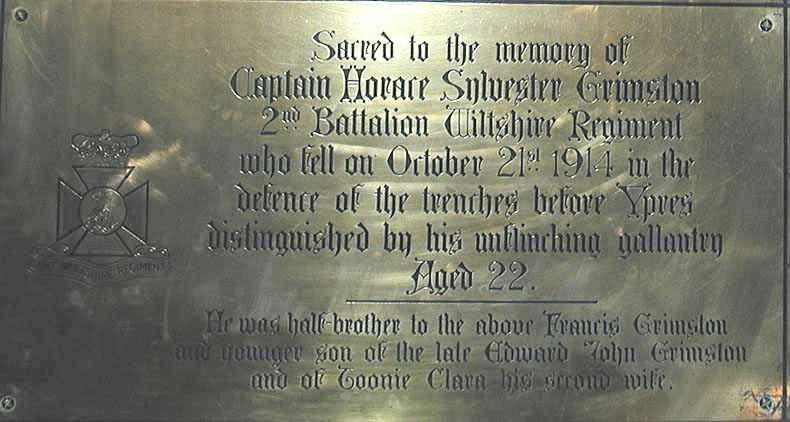 Sacred to the memory of
Captain Horace Sylvester Grimston
2nd Battalion Wiltshire Regiment
who fell on October 21st 1914 in the
defence of the trenches before Ypres
distinguished by his unflinching gallantry
Aged 22.
He was half-brother to the above Francis Grimston
and younger son of the late Edward John Grimston
and of Toonie Clara his second wife.
THE WILTSHIRE REGIMENT